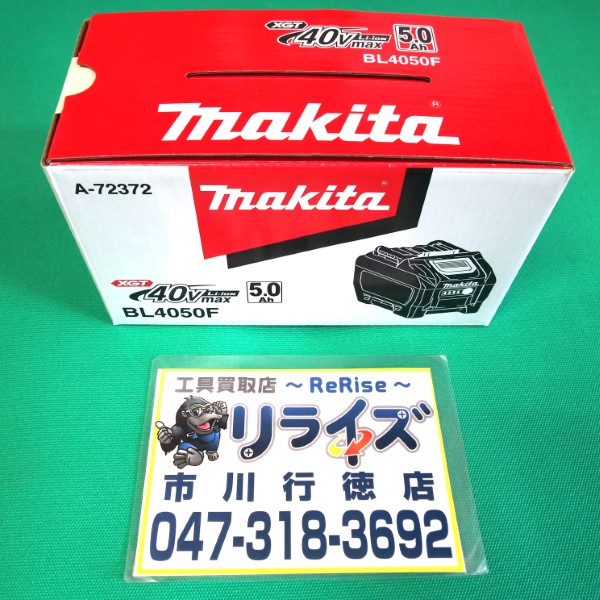 XGT 40Vmax Li-ion 5.0 Ah
BL4050F
makita®
A-72372
makita®
XGT 40Vmax Li-ion 5.0 Ah
BL4050F
makita
工具買取店 ～ReRise～
リライズ
市川行徳店
047-318-3692